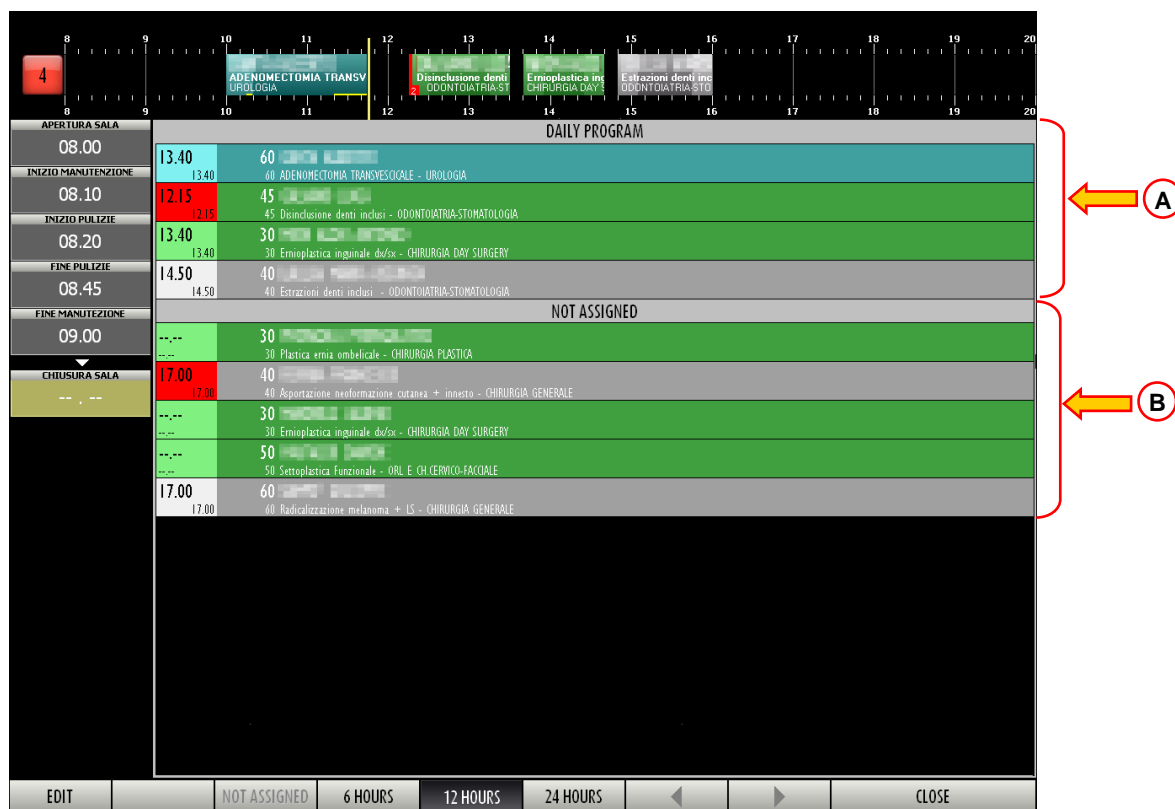 8 9 10 11 12 13 14 15 16 17 18 19 20
4
ADENOMECTOMIA TRANSV
UROLOGIA
Disinclusione denti
2 ODONTOIATRIA-ST
Ernioplastica ing
CHIRURGIA DAY S
Estrazioni denti inc
ODONTOIATRIA-STO
8 9 10 11 12 13 14 15 16 17 18 19 20
APERTURA SALA
08.00
INIZIO MANUTENZIONE
08.10
INIZIO PULIZIE
08.20
FINE PULIZIE
08.45
FINE MANUTEZIONE
09.00
CHIUSURA SALA
-- . --
DAILY PROGRAM
13.40 60
13.40 60 ADENOMECTOMIA TRANSVESCICALE - UROLOGIA
12.15 45
12.15 45 Disinclusione denti inclusi - ODONTOIATRIA-STOMATOLOGIA
13.40 30
13.40 30 Ernioplastica inguinale dx/sx - CHIRURGIA DAY SURGERY
14.50 40
14.50 40 Estrazioni denti inclusi - ODONTOIATRIA-STOMATOLOGIA
NOT ASSIGNED
--.-- 30
--.-- 30 Plastica ernia ombelicale - CHIRURGIA PLASTICA
17.00 40
17.00 40 Asportazione neoformazione cutanea + innesto - CHIRURGIA GENERALE
--.-- 30
--.-- 30 Ernioplastica inguinale dx/sx - CHIRURGIA DAY SURGERY
--.-- 50
--.-- 50 Settoplastica Funzionale - ORL E CH.CERVICO-FACCIALE
17.00 60
17.00 60 Radicalizzazione melanoma + LS - CHIRURGIA GENERALE
A
B
EDIT NOT ASSIGNED 6 HOURS 12 HOURS 24 HOURS CLOSE